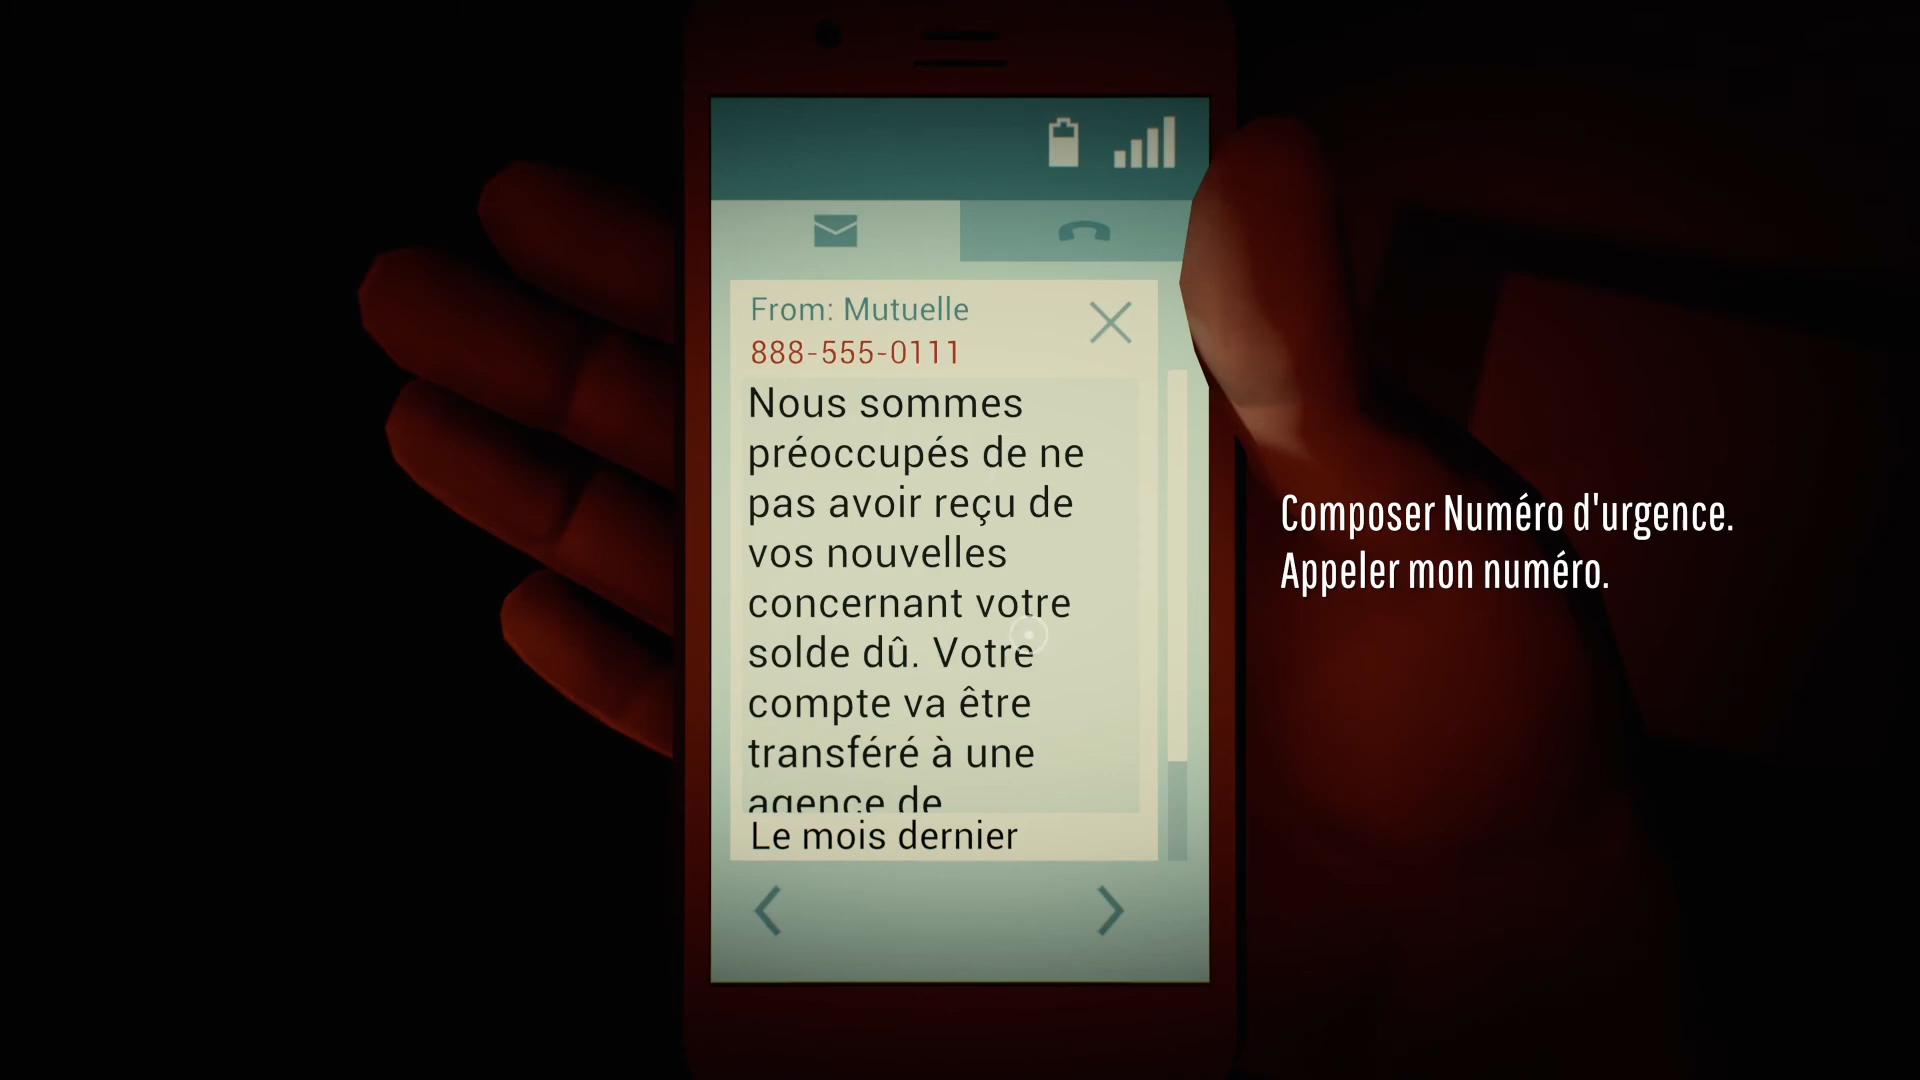 From: Mutuelle
888-555-0111
Nous sommes
préoccupés de ne
pas avoir reçu de
vos nouvelles
concernant votre
solde dû. Votre
compte va être
transféré à une
agence de
Le mois dernier
Composer Numéro d'urgence.
Appeler mon numéro.